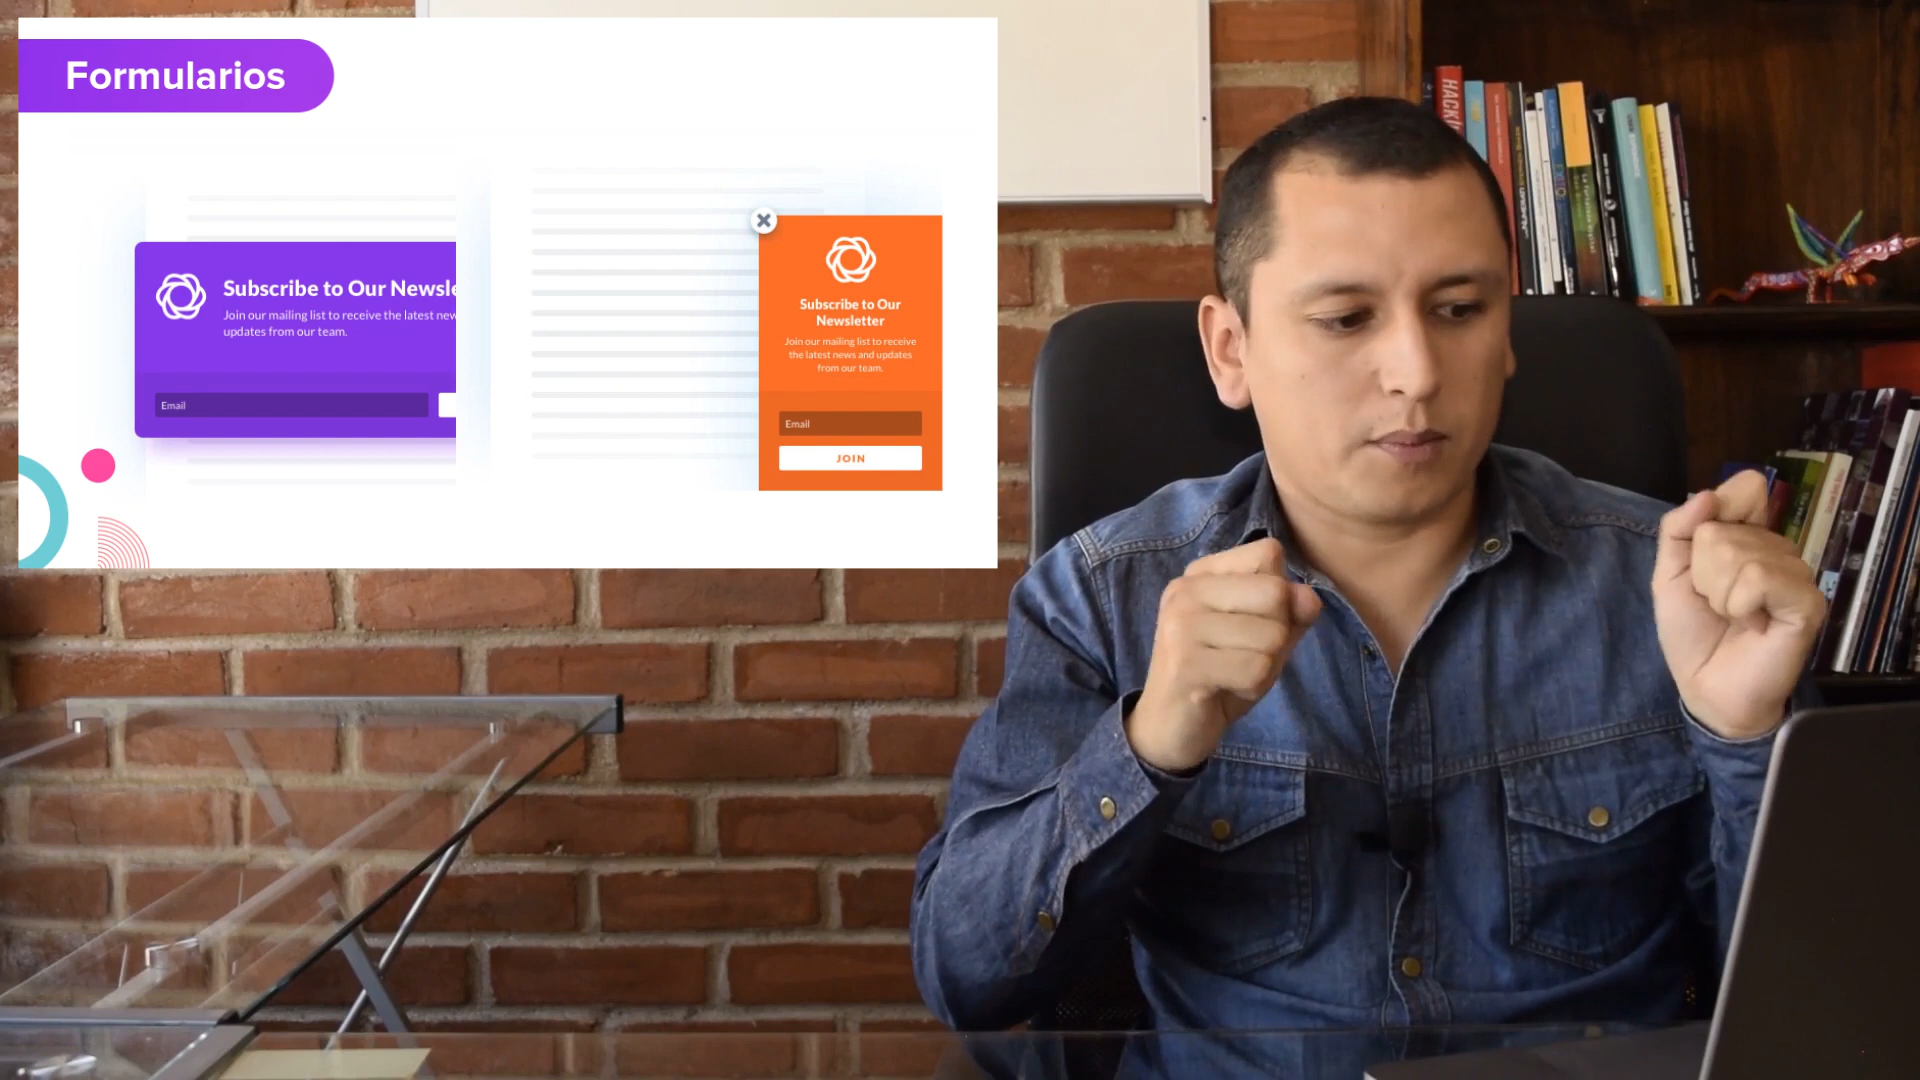 Formularios
Subscribe to Our Newsle
Join our mailing list to receive the latest new
updates from our team.
Email
Subscribe to Our
Newsletter
Join our mailing list to receive
the latest news and updates
from our team.
Email
JOIN
HACKI